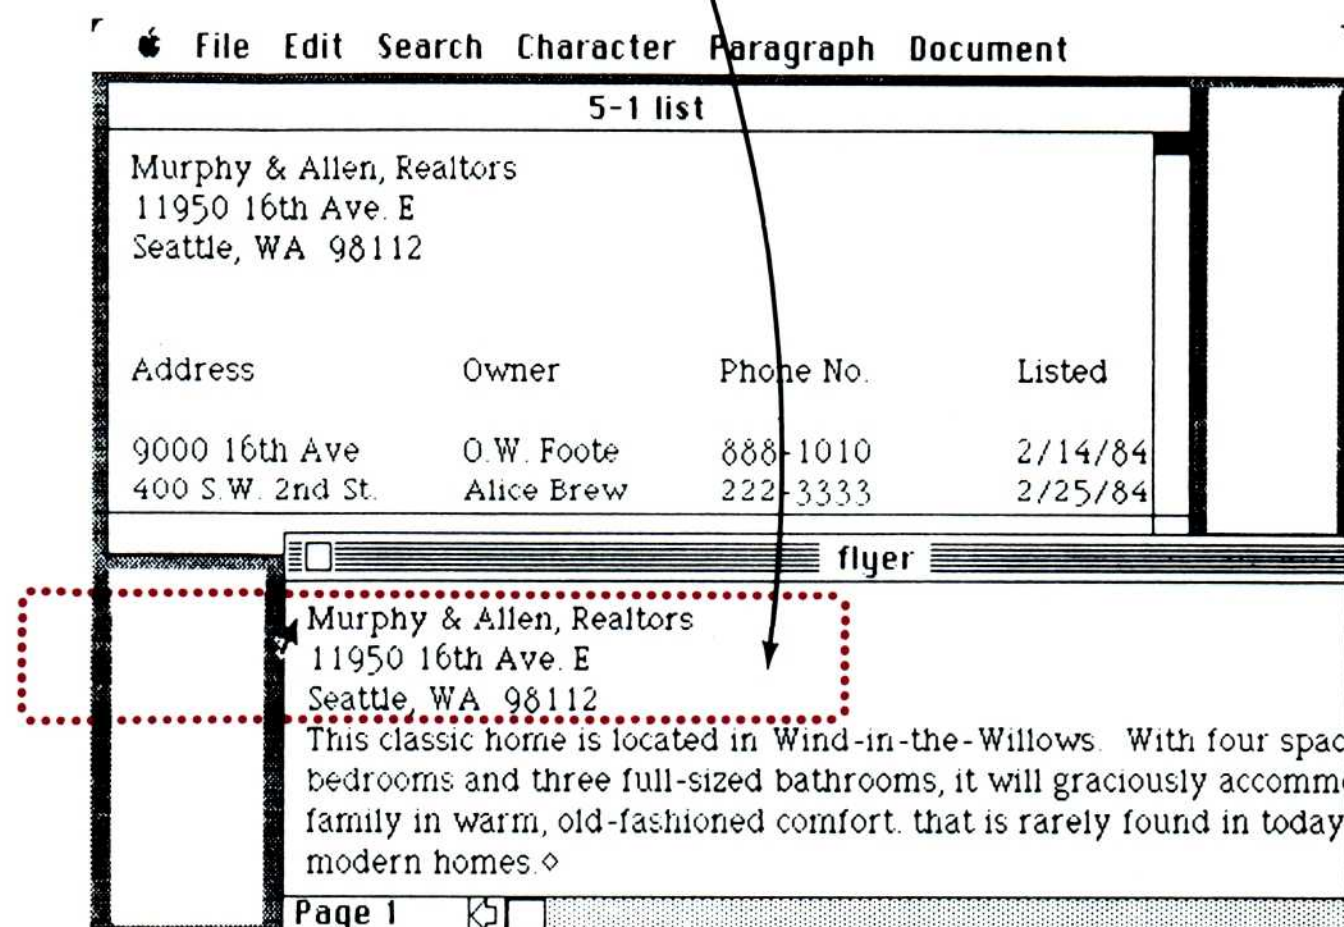 File Edit Search Character Paragraph Document
5-1 list
Murphy & Allen, Realtors
11950 16th Ave. E
Seattle, WA 98112
Address Owner Phone No. Listed
9000 16th Ave O.W. Foote 888-1010 2/14/84
400 S.W. 2nd St. Alice Brew 222-3333 2/25/84
flyer
Murphy & Allen, Realtors
11950 16th Ave. E
Seattle, WA 98112
This classic home is located in Wind-in-the-Willows. With four spac
bedrooms and three full-sized bathrooms, it will graciously accomm
family in warm, old-fashioned comfort. that is rarely found in today
modern homes.◇
Page 1